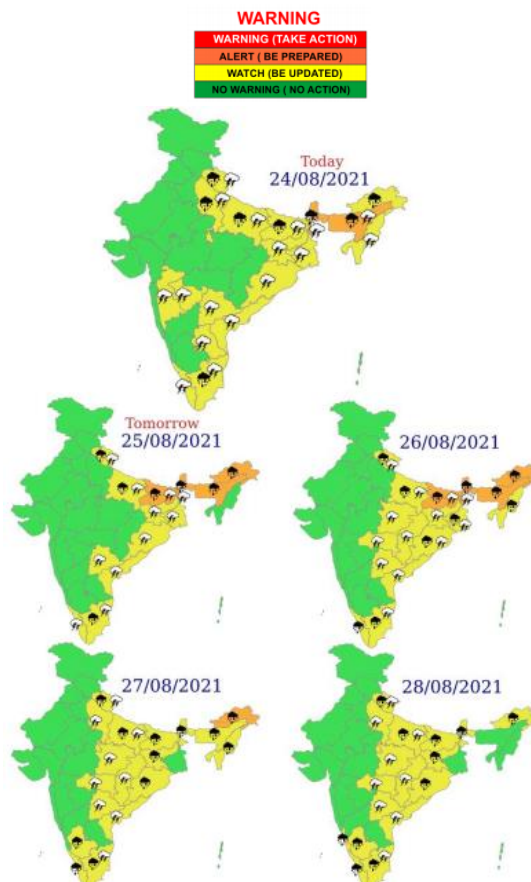 WARNING
WARNING (TAKE ACTION)
ALERT ( BE PREPARED)
WATCH (BE UPDATED)
NO WARNING ( NO ACTION)
Today
24/08/2021
Tomorrow
25/08/2021
26/08/2021
27/08/2021
28/08/2021